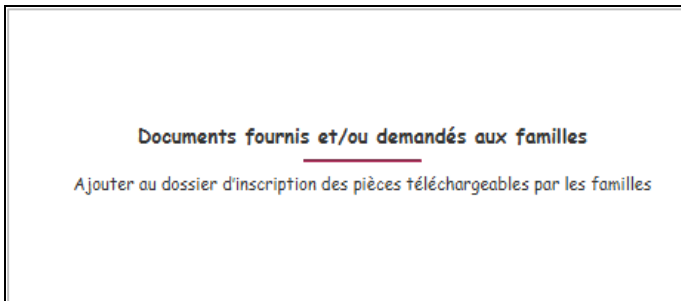 Documents fournis et/ou demandés aux familles
Ajouter au dossier d'inscription des pièces téléchargeables par les familles